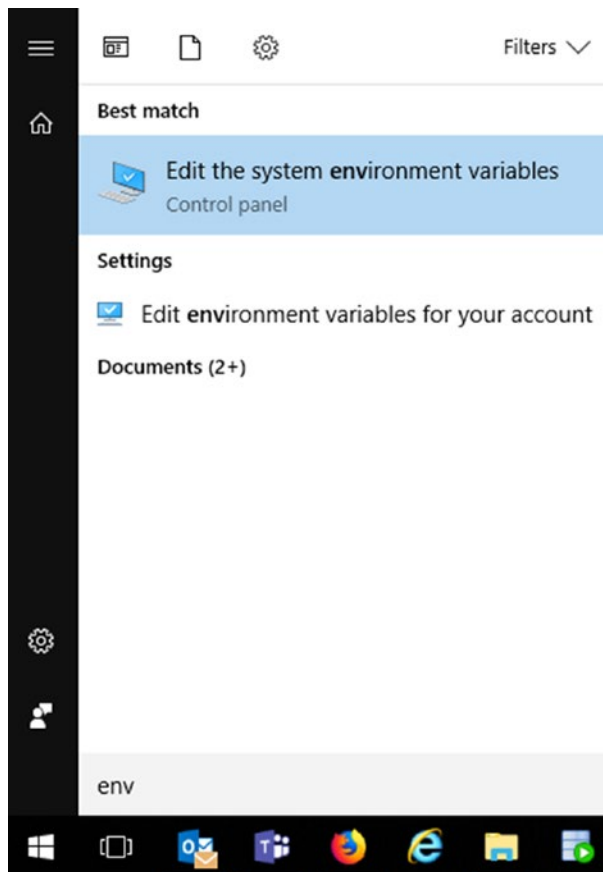 Filters
Best match
Edit the system environment variables
Control panel
Settings
Edit environment variables for your account
Documents (2+)
env